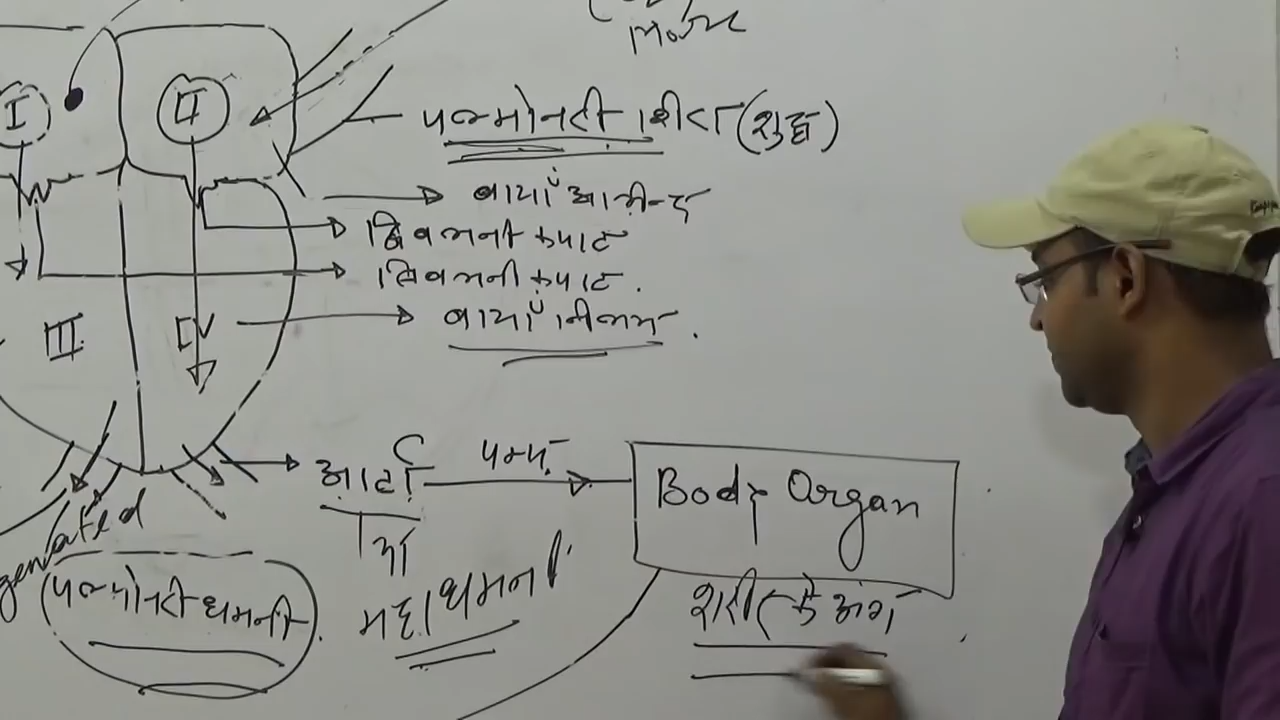 I
II
पल्मोनरी शिरा (शुद्ध)
बायाँ आलिन्द
द्विवलनी कपाट
त्रिवलनी कपाट.
बायाँ निलय.
III
IV
आर्टा
पम्प
Body Organ
या
महाधमनी
शरीर के अंग
genated
पल्मोनरी धमनी.